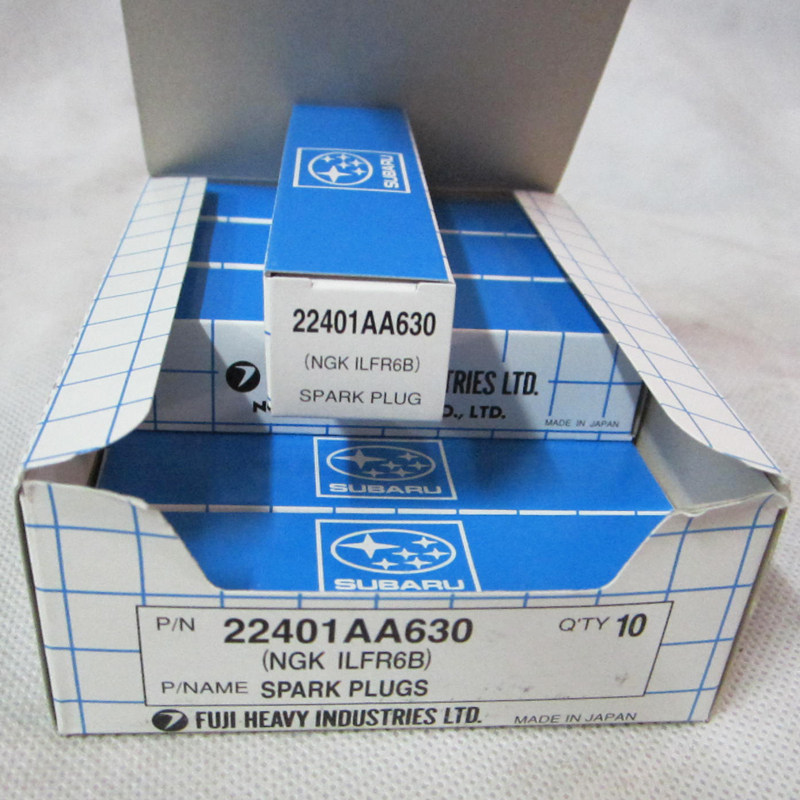 SUBARU
22401AA630
(NGK ILFR6B)
SPARK PLUG
TRIES LTD.
O., LTD.
MADE IN JAPAN
SUBARU
SUBARU
P/N 22401AA630 Q'TY 10
(NGK ILFR6B)
P/NAME SPARK PLUGS
FUJI HEAVY INDUSTRIES LTD. MADE IN JAPAN